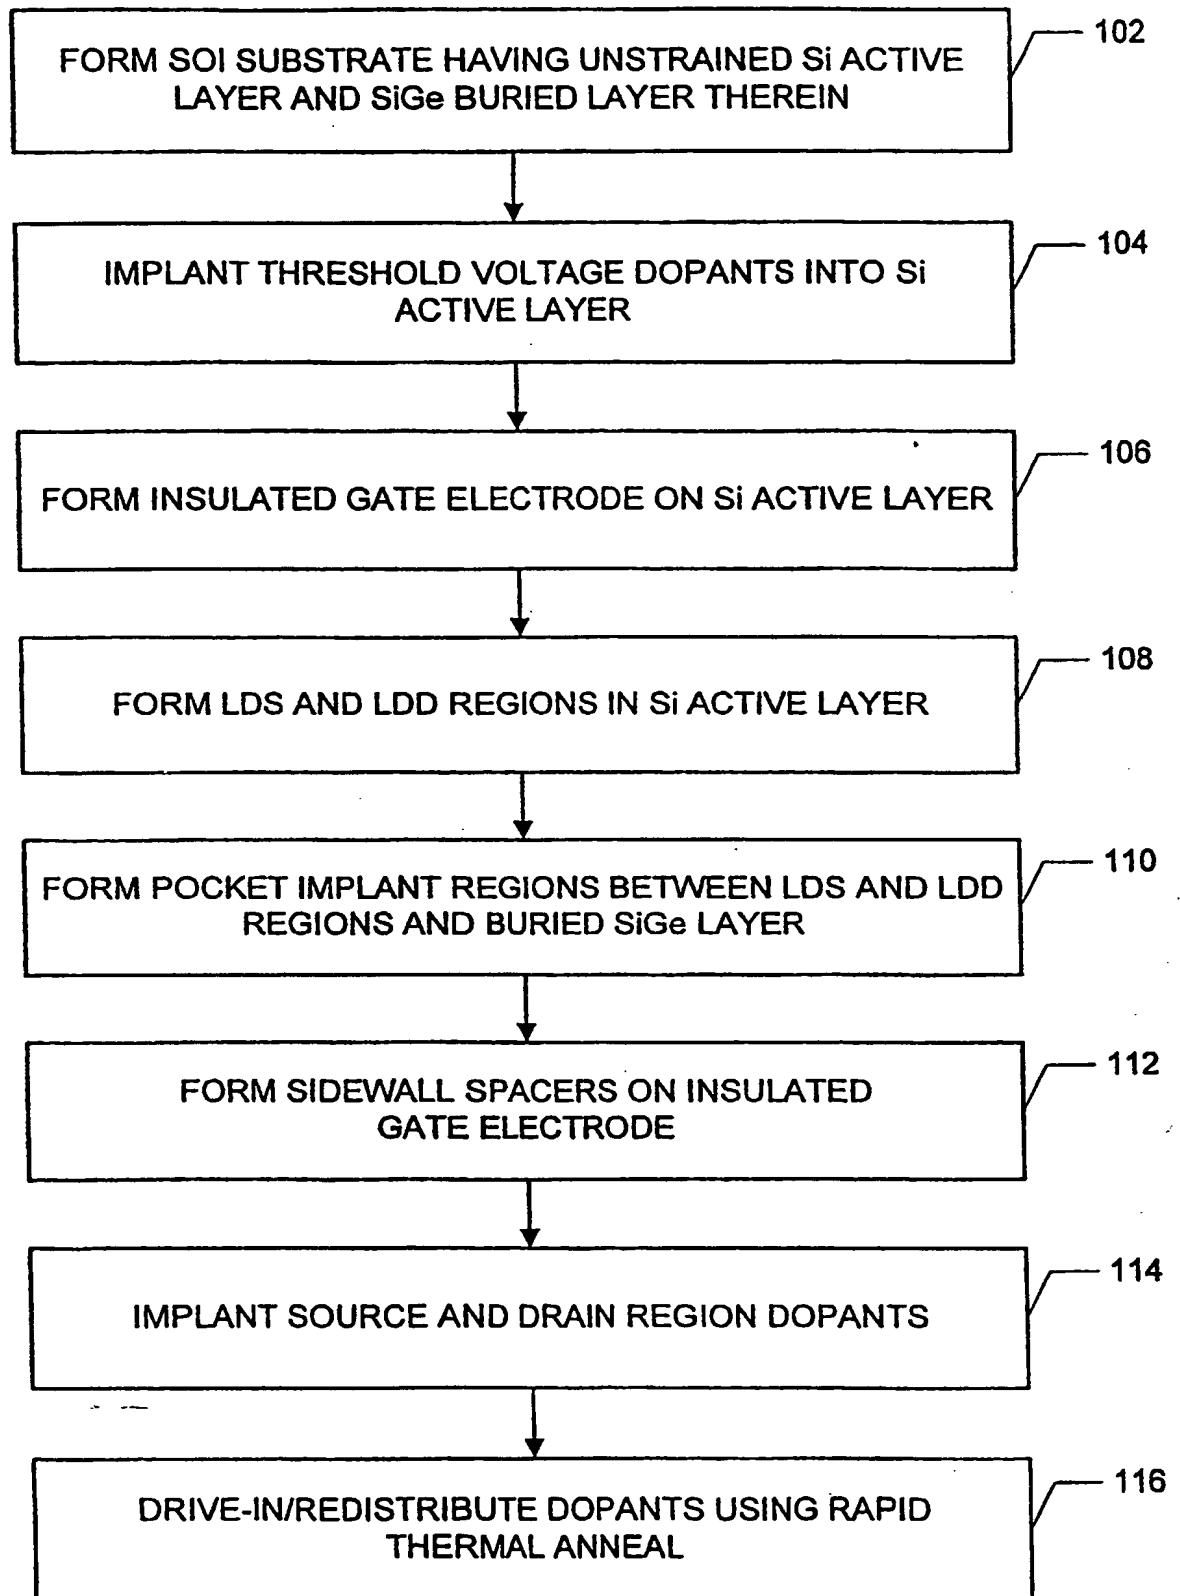 FORM SOI SUBSTRATE HAVING UNSTRAINED Si ACTIVE
LAYER AND SiGe BURIED LAYER THEREIN
102
IMPLANT THRESHOLD VOLTAGE DOPANTS INTO Si
ACTIVE LAYER
104
FORM INSULATED GATE ELECTRODE ON Si ACTIVE LAYER
106
FORM LDS AND LDD REGIONS IN Si ACTIVE LAYER
108
FORM POCKET IMPLANT REGIONS BETWEEN LDS AND LDD
REGIONS AND BURIED SiGe LAYER
110
FORM SIDEWALL SPACERS ON INSULATED
GATE ELECTRODE
112
IMPLANT SOURCE AND DRAIN REGION DOPANTS
114
DRIVE-IN/REDISTRIBUTE DOPANTS USING RAPID
THERMAL ANNEAL
116